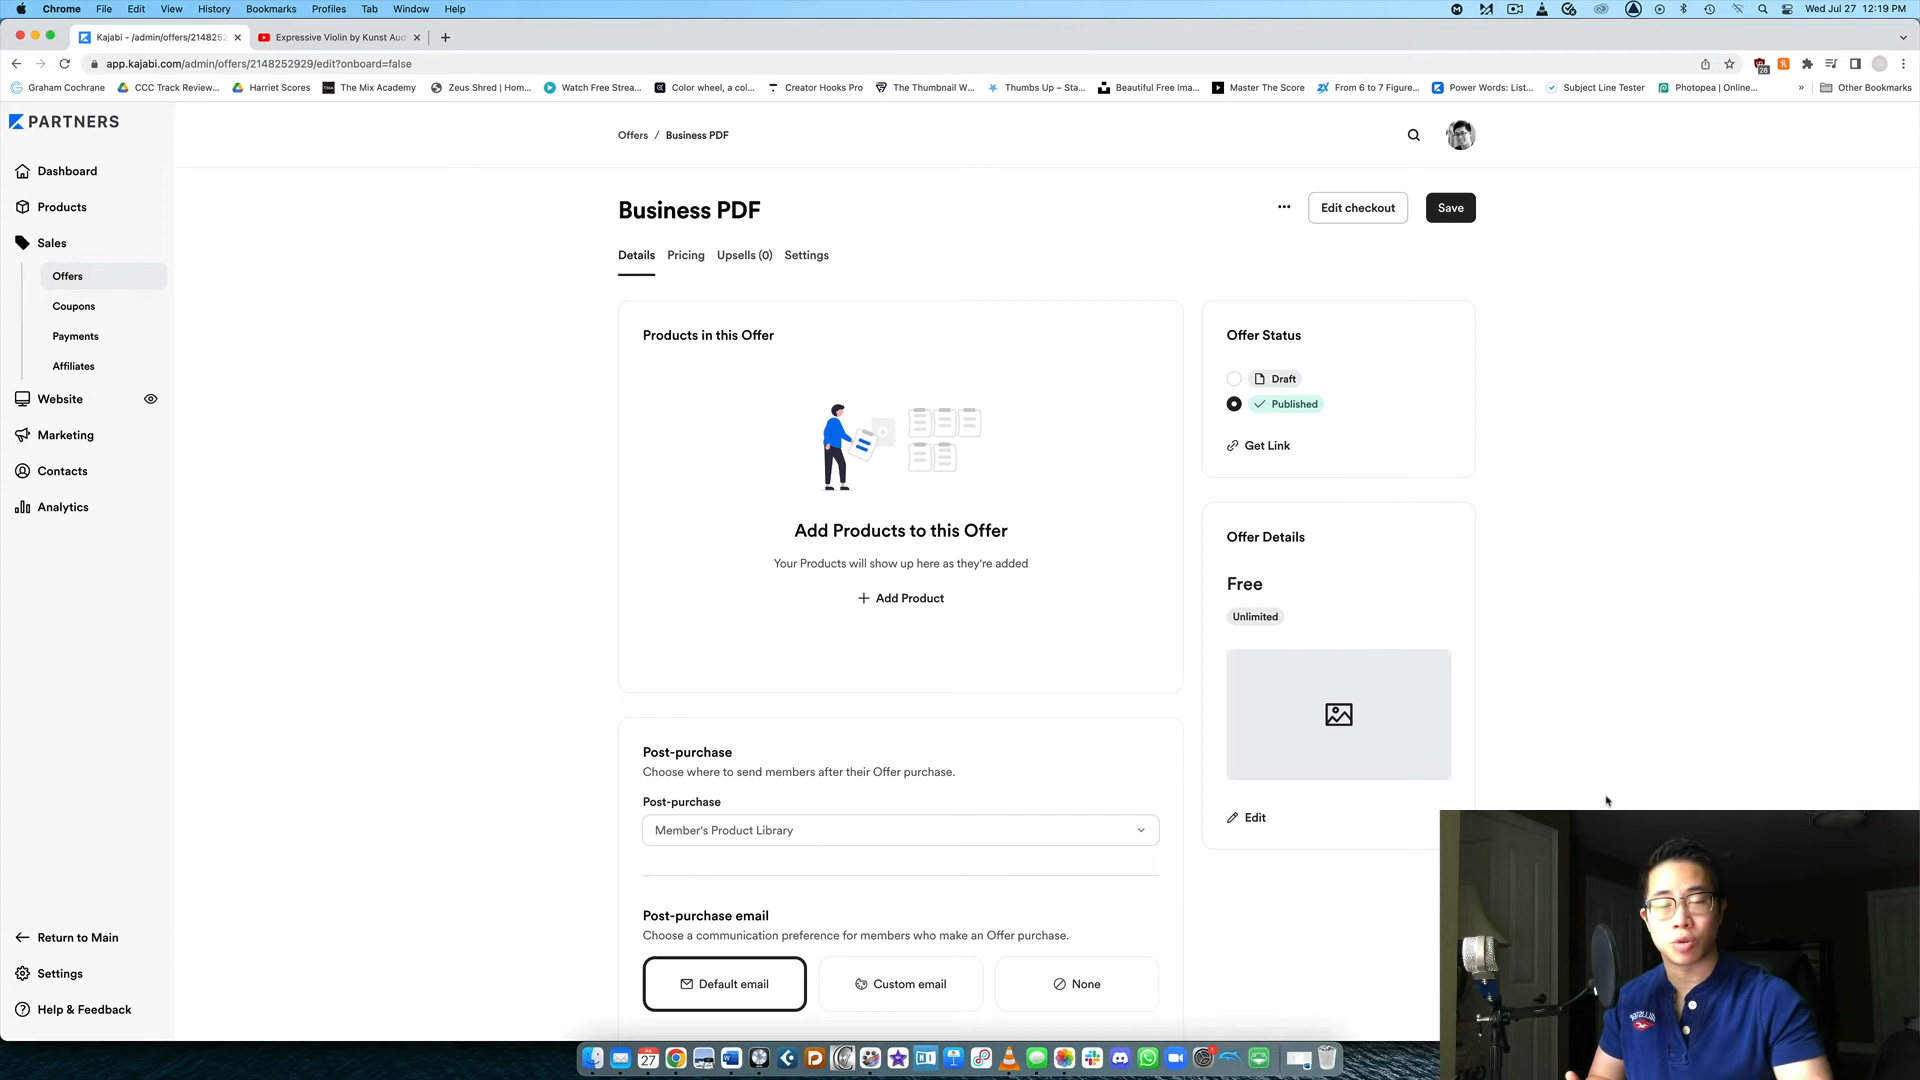 Chrome File Edit View History Bookmarks Profiles Tab Window Help
Wed Jul 27 12:19 PM
Kajabi - /admin/offers/2148252
Expressive Violin by Kunst Aud
app.kajabi.com/admin/offers/2148252929/edit?onboard=false
Graham Cochrane
CCC Track Review...
Harriet Scores
The Mix Academy
Zeus Shred | Hom...
Watch Free Strea...
Color wheel, a col...
Creator Hooks Pro
The Thumbnail W...
Thumbs Up – Sta...
Beautiful Free Ima...
Master The Score
From 6 to 7 Figure...
Power Words: List...
Subject Line Tester
Photopea | Online...
»
Other Bookmarks
PARTNERS
Dashboard
Products
Sales
Offers
Coupons
Payments
Affiliates
Website
Marketing
Contacts
Analytics
Return to Main
Settings
Help & Feedback
Offers / Business PDF
Business PDF
Edit checkout
Save
Details Pricing Upsells (0) Settings
Products in this Offer
Add Products to this Offer
Your Products will show up here as they're added
+ Add Product
Post-purchase
Choose where to send members after their Offer purchase.
Post-purchase
Member's Product Library
Post-purchase email
Choose a communication preference for members who make an Offer purchase.
Default email
Custom email
None
Offer Status
Draft
Published
Get Link
Offer Details
Free
Unlimited
Edit